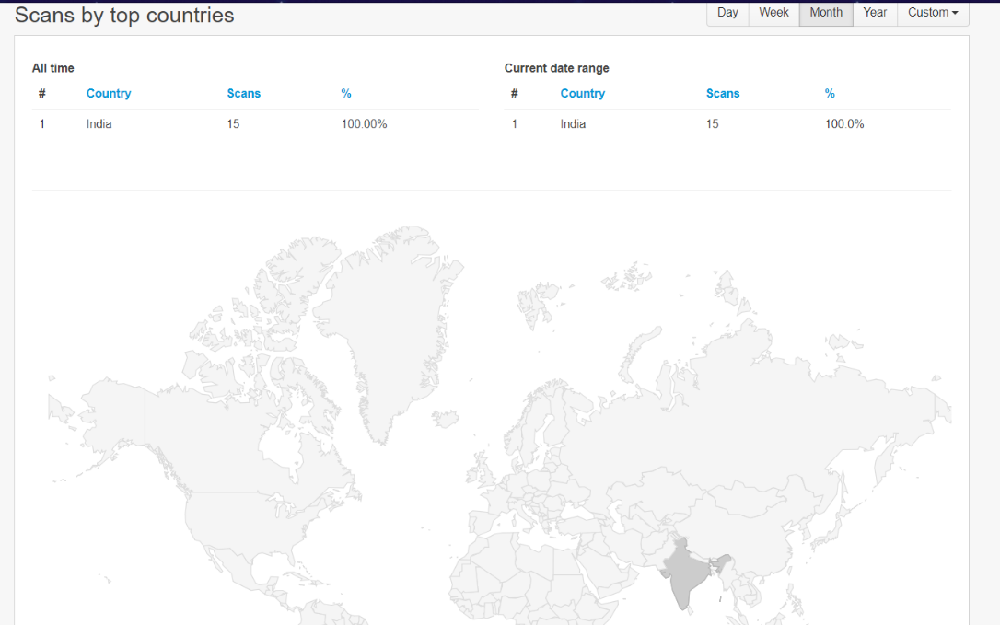 Scans by top countries
Day Week Month Year Custom
All time
# Country Scans %
1 India 15 100.00%
Current date range
# Country Scans %
1 India 15 100.0%